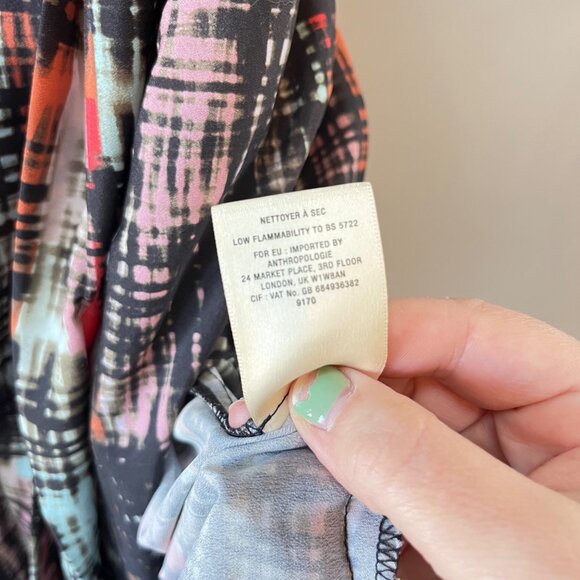 NETTOYER À SEC
LOW FLAMMABILITY TO BS 5722
FOR EU : IMPORTED BY
ANTHROPOLOGIE
24 MARKET PLACE, 3RD FLOOR
LONDON, UK W1W8AN
CIF : VAT No. GB 684936382
9170